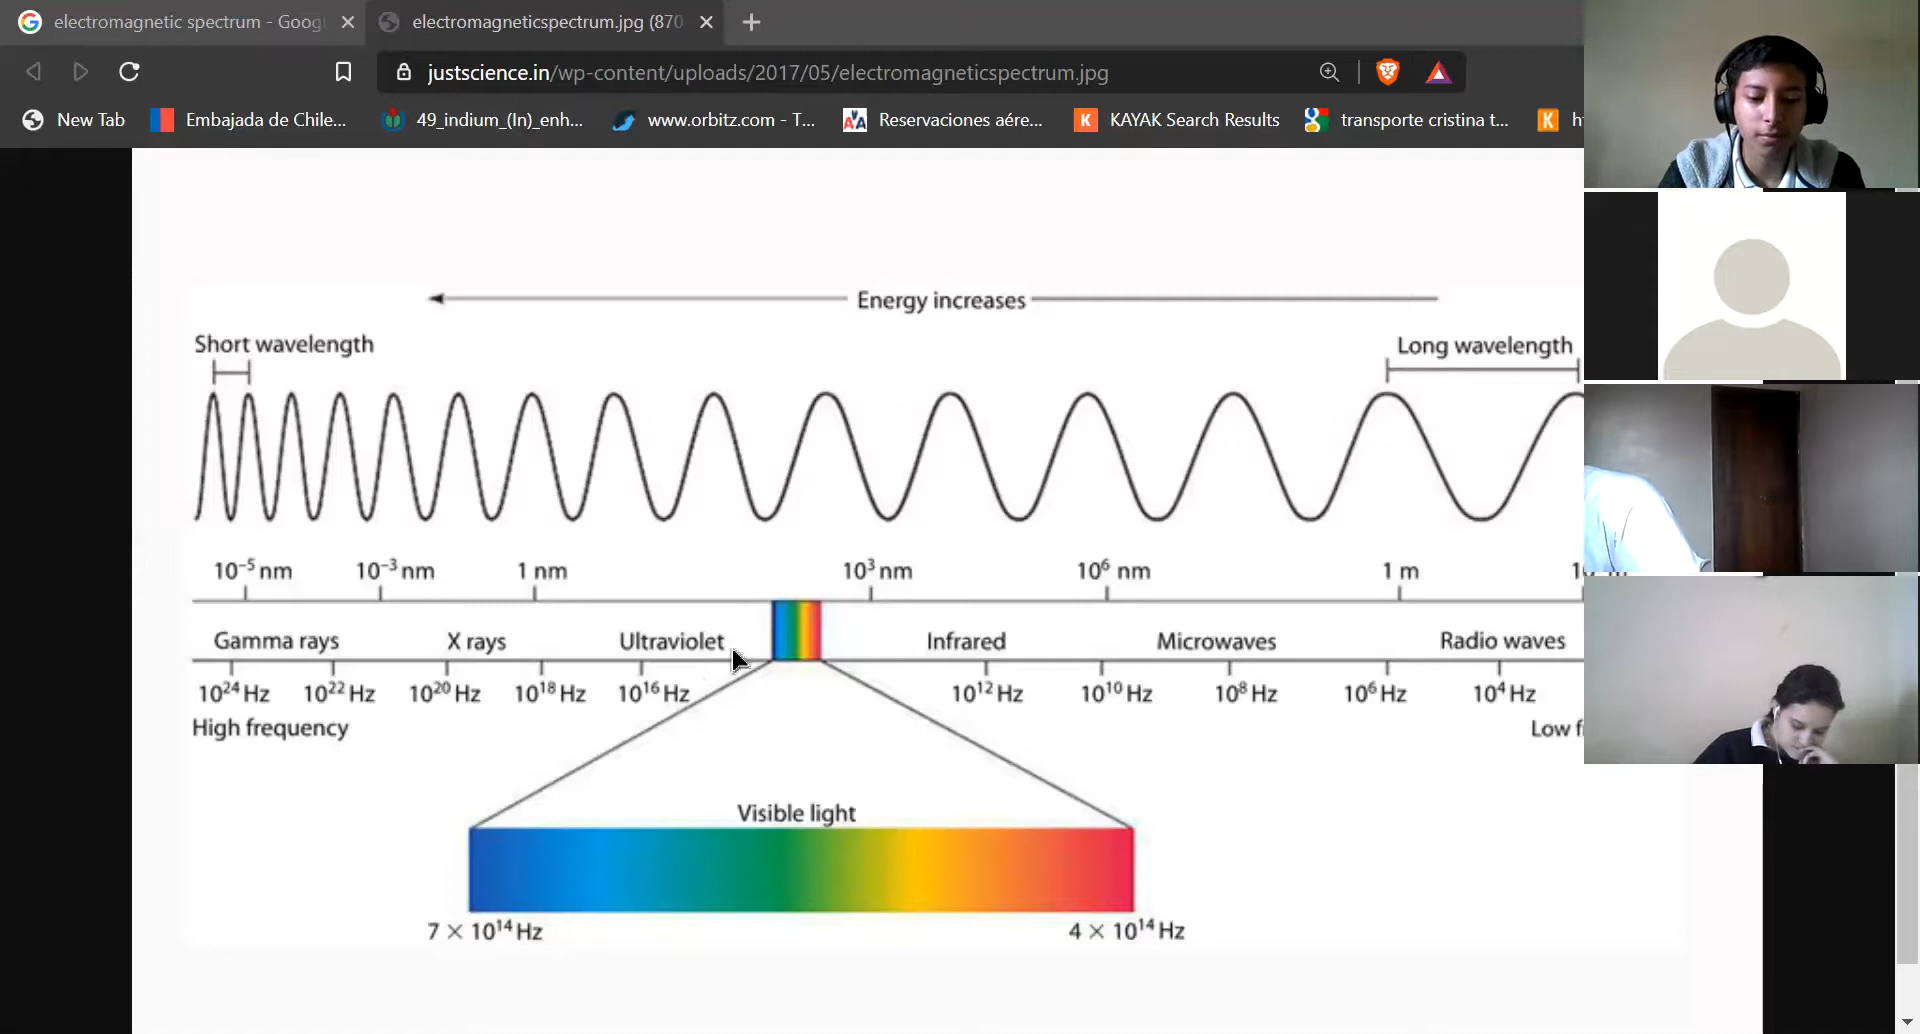 electromagnetic spectrum - Goog
electromagneticspectrum.jpg (870
justscience.in/wp-content/uploads/2017/05/electromagneticspectrum.jpg
New Tab
Embajada de Chile...
49_indium_(In)_enh...
www.orbitz.com - T...
Reservaciones aére...
KAYAK Search Results
transporte cristina t...
Energy increases
Short wavelength
Long wavelength
10⁻⁵ nm 10⁻³ nm 1 nm 10³ nm 10⁶ nm 1 m
Gamma rays X rays Ultraviolet Infrared Microwaves Radio waves
10²⁴ Hz 10²² Hz 10²⁰ Hz 10¹⁸ Hz 10¹⁶ Hz 10¹² Hz 10¹⁰ Hz 10⁸ Hz 10⁶ Hz 10⁴ Hz
High frequency Low f
Visible light
7 × 10¹⁴ Hz 4 × 10¹⁴ Hz